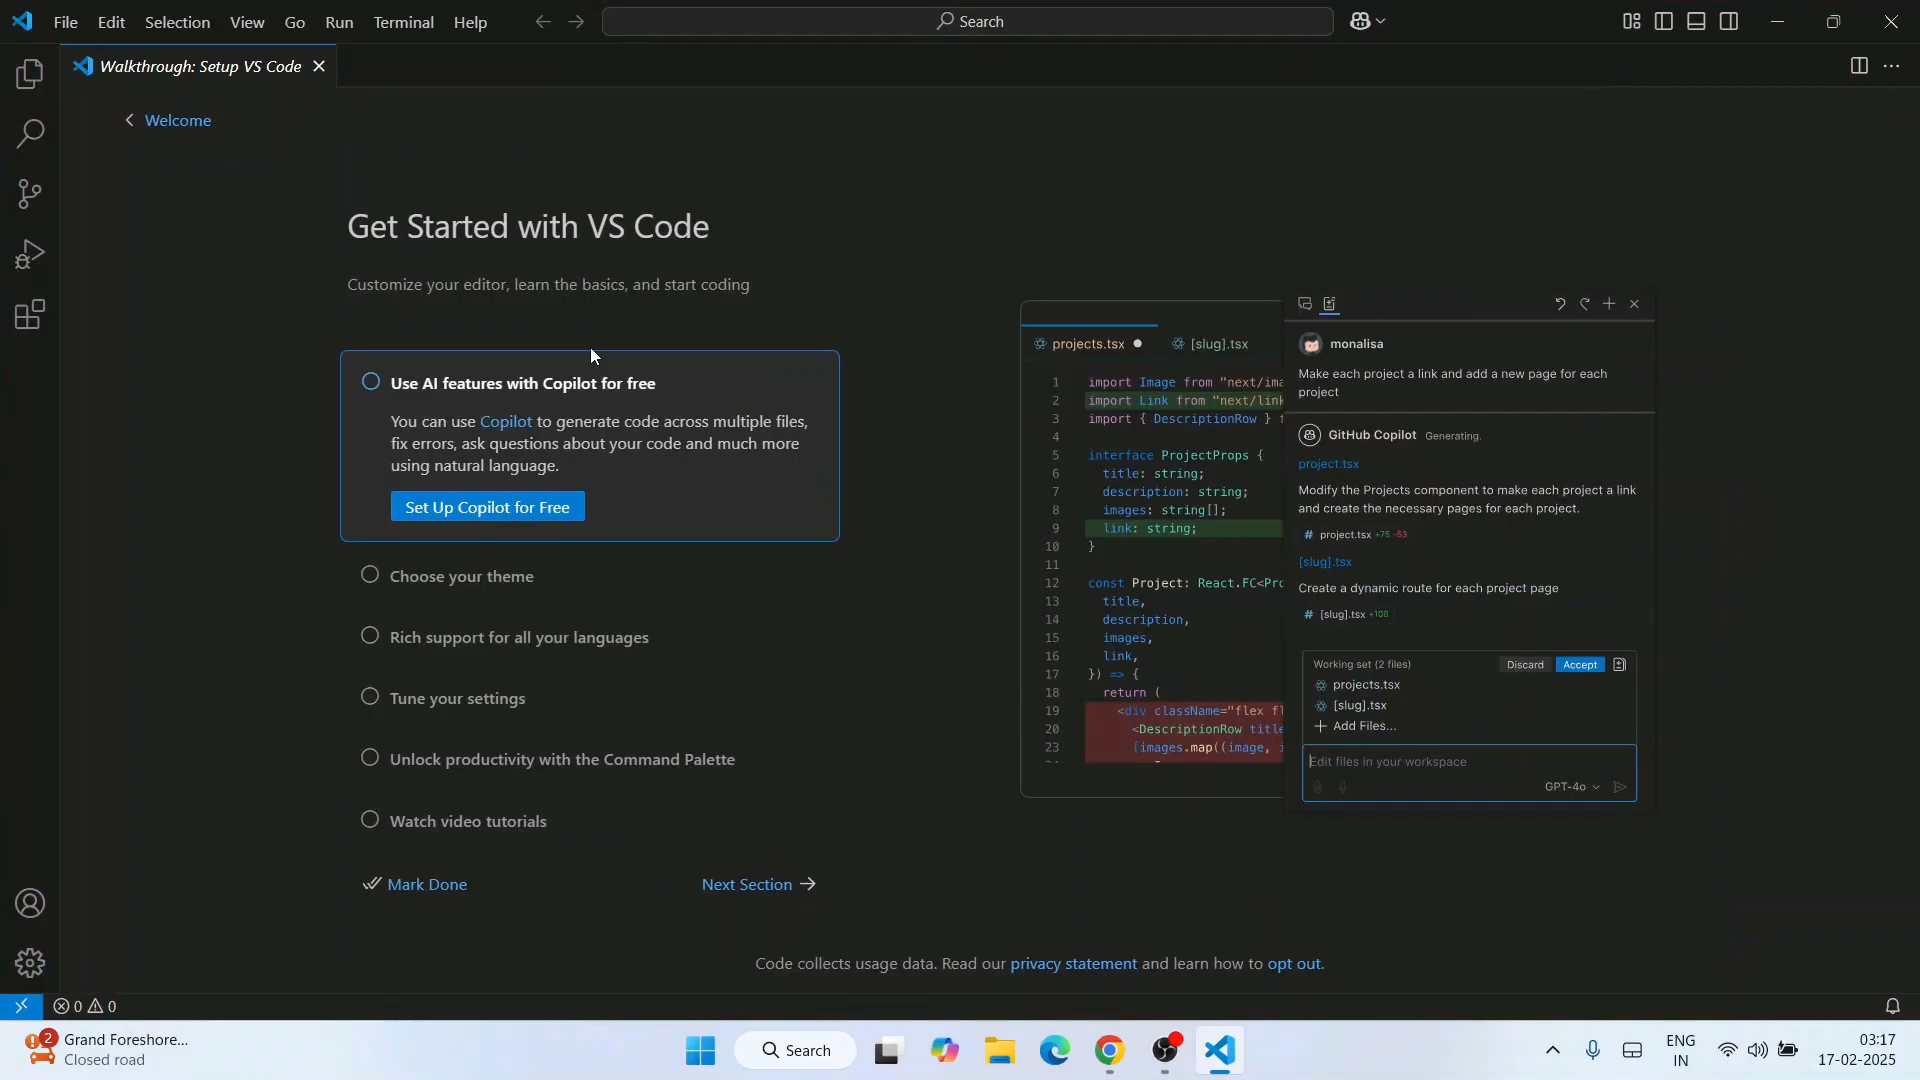 File Edit Selection View Go Run Terminal Help
Search
Walkthrough: Setup VS Code
Welcome
Get Started with VS Code
Customize your editor, learn the basics, and start coding
Use AI features with Copilot for free
You can use Copilot to generate code across multiple files,
fix errors, ask questions about your code and much more
using natural language.
Set Up Copilot for Free
Choose your theme
Rich support for all your languages
Tune your settings
Unlock productivity with the Command Palette
Watch video tutorials
Mark Done
Next Section
projects.tsx [slug].tsx
1 import Image from "next/ima
2 import Link from "next/link
3 import { DescriptionRow } f
4
5 interface ProjectProps {
6 title: string;
7 description: string;
8 images: string[];
9 link: string;
10 }
11
12 const Project: React.FC<Pro
13 title,
14 description,
15 images,
16 link,
17 }) => {
18 return (
19 <div className="flex fl
20 <DescriptionRow title
23 {images.map((image, i
monalisa
Make each project a link and add a new page for each
project
GitHub Copilot Generating.
project.tsx
Modify the Projects component to make each project a link
and create the necessary pages for each project.
# project.tsx +75 -53
[slug].tsx
Create a dynamic route for each project page
# [slug].tsx +108
Working set (2 files) Discard Accept
projects.tsx
[slug].tsx
Add Files...
Edit files in your workspace
GPT-4o
Code collects usage data. Read our privacy statement and learn how to opt out.
0 0
2 Grand Foreshore...
Closed road
Search
ENG
IN
03:17
17-02-2025